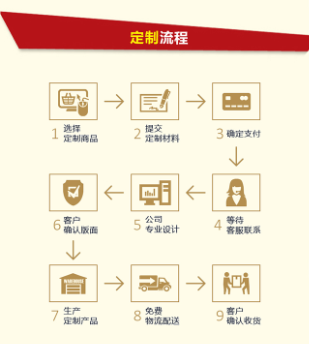 定制流程
1 选择
定制商品
2 提交
定制材料
3 确定支付
4 等待
客服联系
5 公司
专业设计
6 客户
确认版面
7 生产
定制产品
8 免费
物流配送
9 客户
确认收货